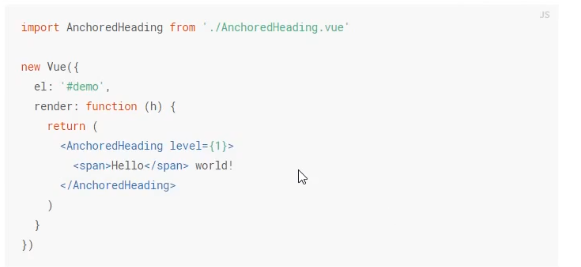 JS
import AnchoredHeading from './AnchoredHeading.vue'
new Vue({
  el: '#demo',
  render: function (h) {
    return (
      <AnchoredHeading level={1}>
        <span>Hello</span> world!
      </AnchoredHeading>
    )
  }
})